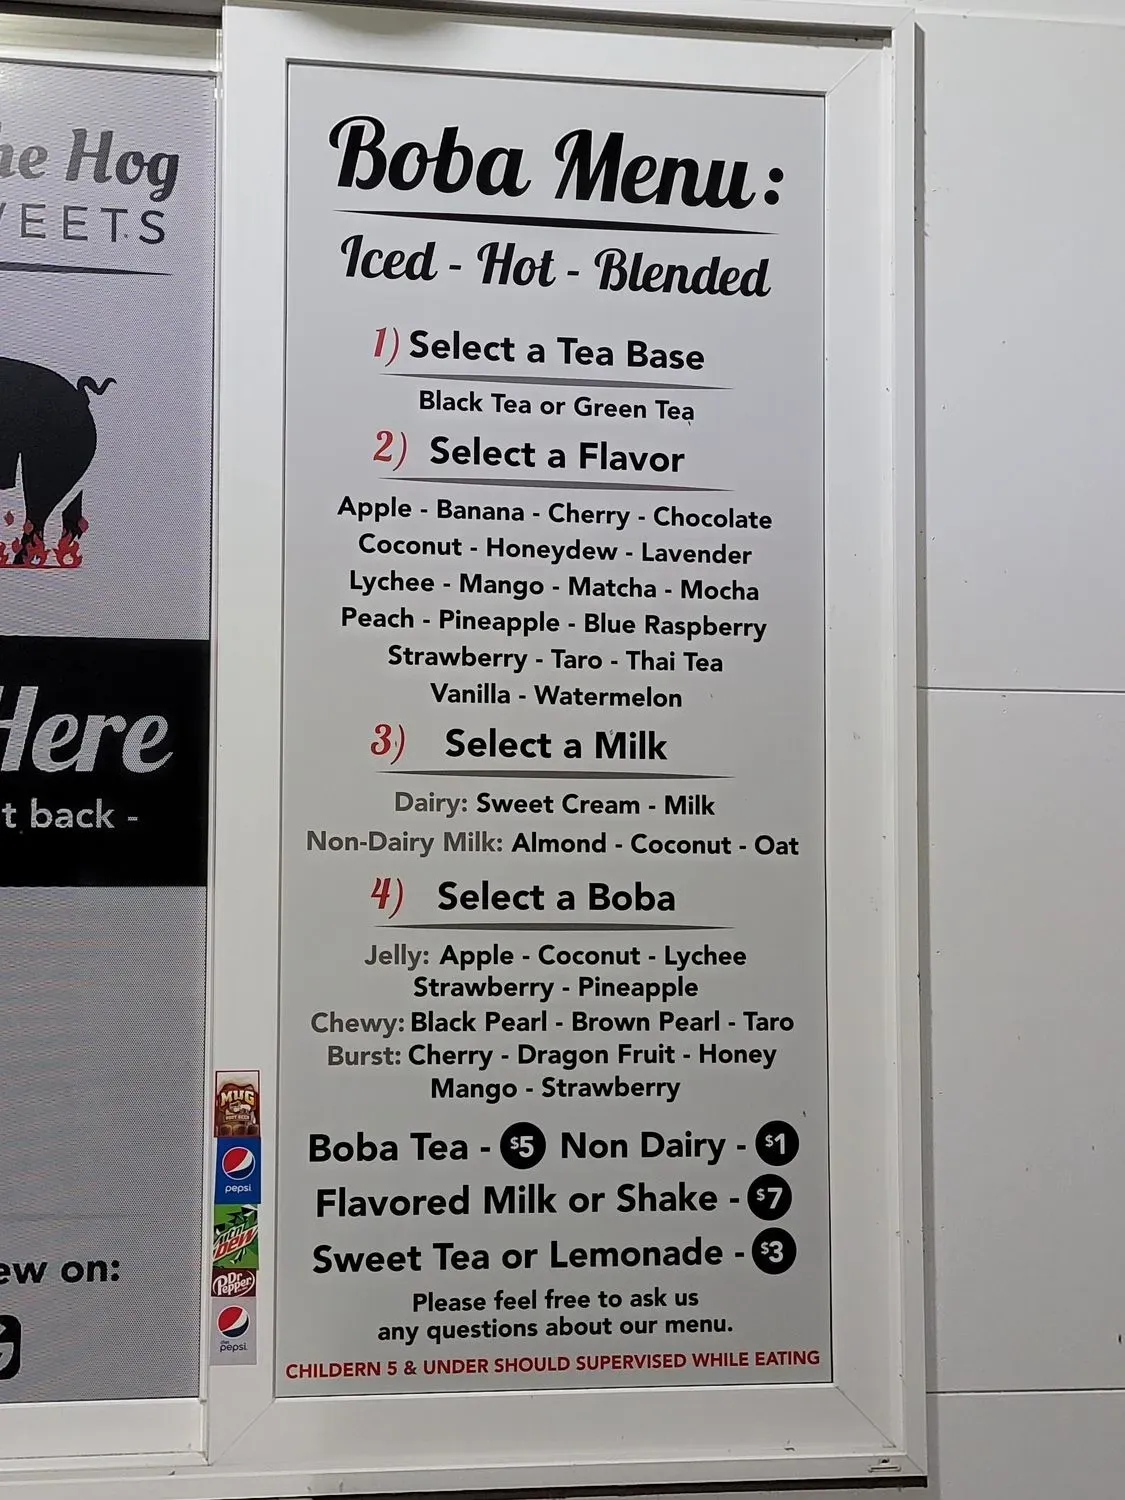 he Hog
WEETS
Here
t back -
ew on:
MUG
ROOT BEER
pepsi
mtn dew
Dr Pepper
diet
pepsi
Boba Menu:
Iced - Hot - Blended
1) Select a Tea Base
Black Tea or Green Tea
2) Select a Flavor
Apple - Banana - Cherry - Chocolate
Coconut - Honeydew - Lavender
Lychee - Mango - Matcha - Mocha
Peach - Pineapple - Blue Raspberry
Strawberry - Taro - Thai Tea
Vanilla - Watermelon
3) Select a Milk
Dairy: Sweet Cream - Milk
Non-Dairy Milk: Almond - Coconut - Oat
4) Select a Boba
Jelly: Apple - Coconut - Lychee
Strawberry - Pineapple
Chewy: Black Pearl - Brown Pearl - Taro
Burst: Cherry - Dragon Fruit - Honey
Mango - Strawberry
Boba Tea - $5 Non Dairy - $1
Flavored Milk or Shake - $7
Sweet Tea or Lemonade - $3
Please feel free to ask us
any questions about our menu.
CHILDERN 5 & UNDER SHOULD SUPERVISED WHILE EATING